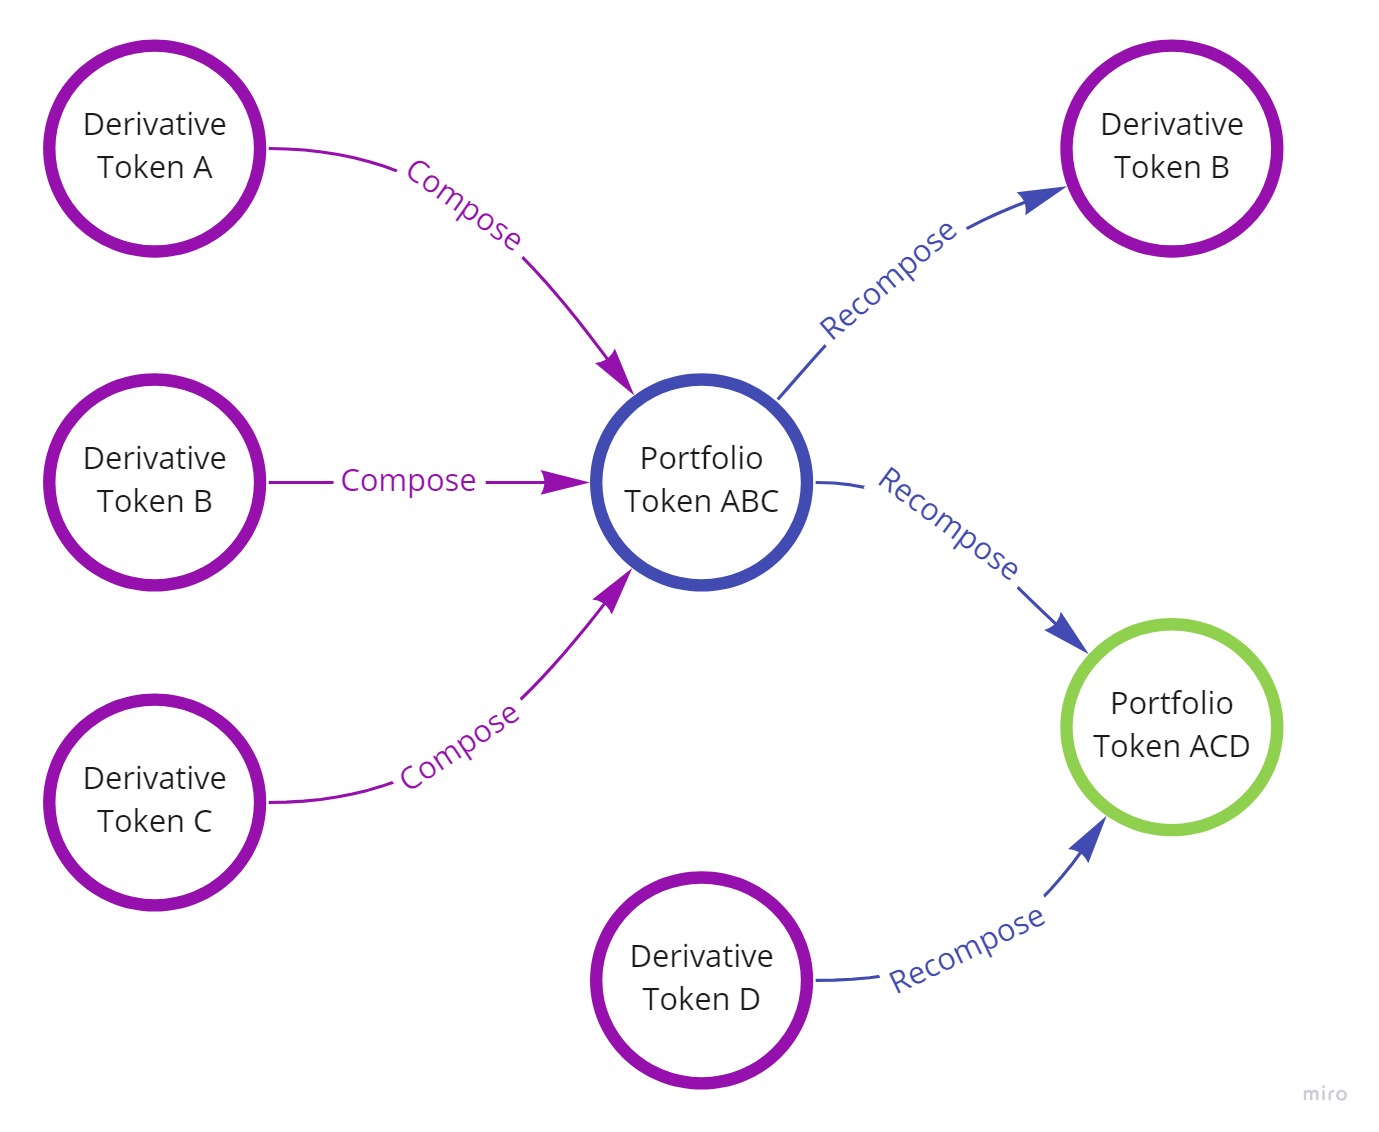 Derivative
Token A
Compose
Derivative
Token B
Compose
Derivative
Token C
Compose
Portfolio
Token ABC
Recompose
Derivative
Token B
Recompose
Portfolio
Token ACD
Derivative
Token D
Recompose
miro